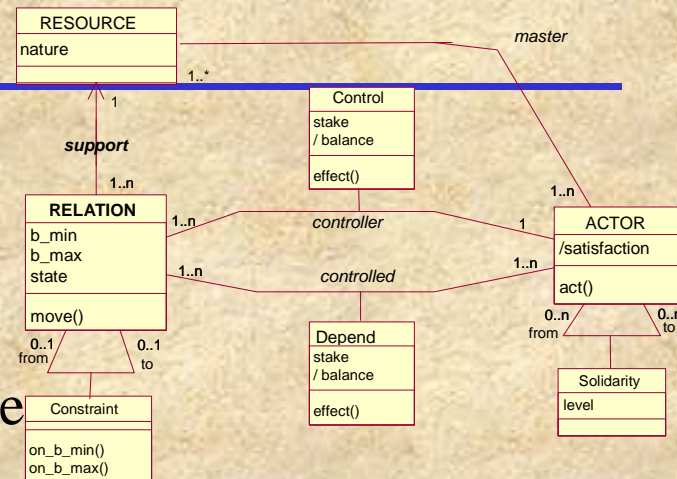 RESOURCE
nature
master
1..*
1
support
Control
stake
/ balance
effect()
1..n
RELATION
b_min
b_max
state
move()
1..n
controller
1
1..n
ACTOR
/satisfaction
act()
1..n
controlled
1..n
0..1
from
0..1
to
Depend
stake
/ balance
effect()
0..n
from
0..n
to
Solidarity
level
e
Constraint
on_b_min()
on_b_max()